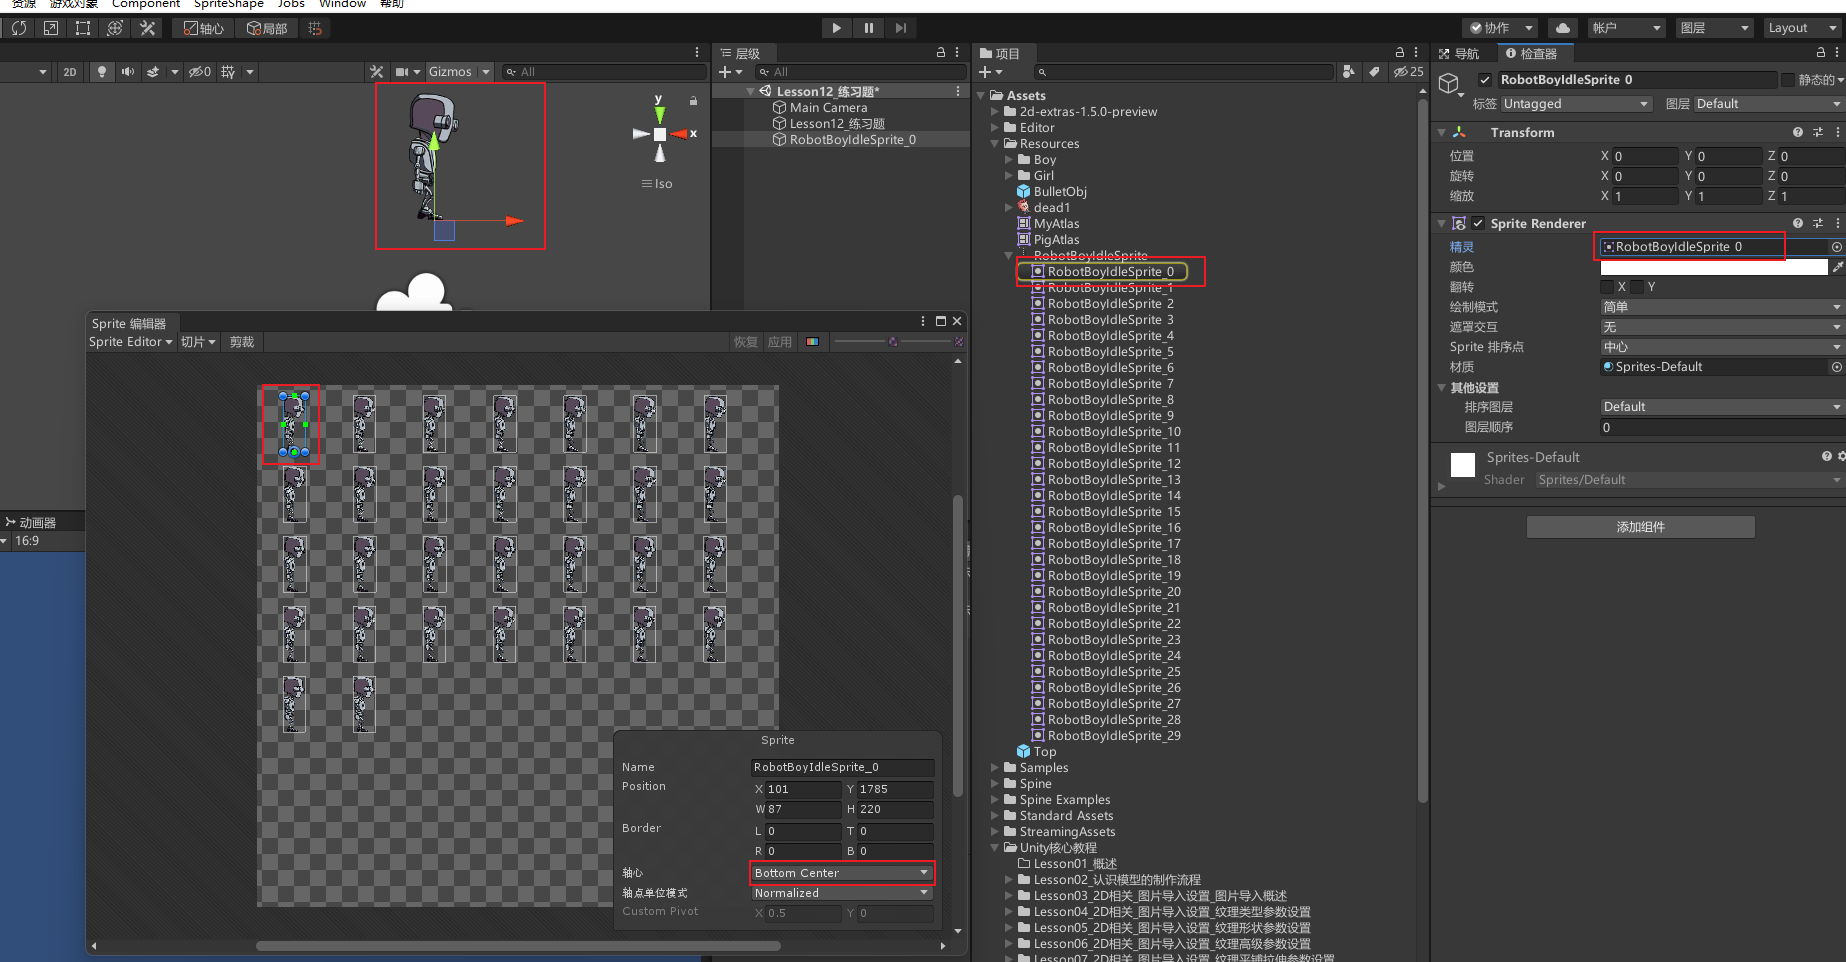 资源 游戏对象 Component SpriteShape Jobs Window 帮助
轴心 局部
协作 帐户 图层 Layout
2D 0 Gizmos All
y
x
Iso
层级
All
Lesson12_练习题*
Main Camera
Lesson12_练习题
RobotBoyIdleSprite_0
动画器
16:9
Sprite 编辑器
Sprite Editor 切片 剪裁 恢复 应用
Sprite
Name RobotBoyIdleSprite_0
Position X 101 Y 1785
W 87 H 220
Border L 0 T 0
R 0 B 0
轴心 Bottom Center
轴点单位模式 Normalized
Custom Pivot X 0.5 Y 0
项目
25
Assets
2d-extras-1.5.0-preview
Editor
Resources
Boy
Girl
BulletObj
dead1
MyAtlas
PigAtlas
RobotBoyIdleSprite
RobotBoyIdleSprite_0
RobotBoyIdleSprite_1
RobotBoyIdleSprite_2
RobotBoyIdleSprite_3
RobotBoyIdleSprite_4
RobotBoyIdleSprite_5
RobotBoyIdleSprite_6
RobotBoyIdleSprite_7
RobotBoyIdleSprite_8
RobotBoyIdleSprite_9
RobotBoyIdleSprite_10
RobotBoyIdleSprite_11
RobotBoyIdleSprite_12
RobotBoyIdleSprite_13
RobotBoyIdleSprite_14
RobotBoyIdleSprite_15
RobotBoyIdleSprite_16
RobotBoyIdleSprite_17
RobotBoyIdleSprite_18
RobotBoyIdleSprite_19
RobotBoyIdleSprite_20
RobotBoyIdleSprite_21
RobotBoyIdleSprite_22
RobotBoyIdleSprite_23
RobotBoyIdleSprite_24
RobotBoyIdleSprite_25
RobotBoyIdleSprite_26
RobotBoyIdleSprite_27
RobotBoyIdleSprite_28
RobotBoyIdleSprite_29
Top
Samples
Spine
Spine Examples
Standard Assets
StreamingAssets
Unity核心教程
Lesson01_概述
Lesson02_认识模型的制作流程
Lesson03_2D相关_图片导入设置_图片导入概述
Lesson04_2D相关_图片导入设置_纹理类型参数设置
Lesson05_2D相关_图片导入设置_纹理形状参数设置
Lesson06_2D相关_图片导入设置_纹理高级参数设置
Lesson07_2D相关_图片导入设置_纹理平铺拉伸参数设置
导航 检查器
RobotBoyIdleSprite_0 静态的
标签 Untagged 图层 Default
Transform
位置 X 0 Y 0 Z 0
旋转 X 0 Y 0 Z 0
缩放 X 1 Y 1 Z 1
Sprite Renderer
精灵 RobotBoyIdleSprite_0
颜色
翻转 X Y
绘制模式 简单
遮罩交互 无
Sprite 排序点 中心
材质 Sprites-Default
其他设置
排序图层 Default
图层顺序 0
Sprites-Default
Shader Sprites/Default
添加组件